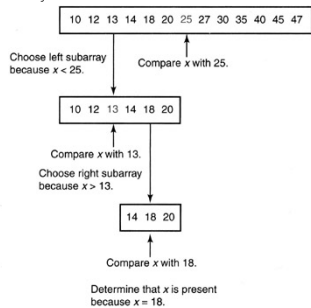 10 12 13 14 18 20 25 27 30 35 40 45 47
Choose left subarray
because x < 25.
Compare x with 25.
10 12 13 14 18 20
Compare x with 13.
Choose right subarray
because x > 13.
14 18 20
Compare x with 18.
Determine that x is present
because x = 18.